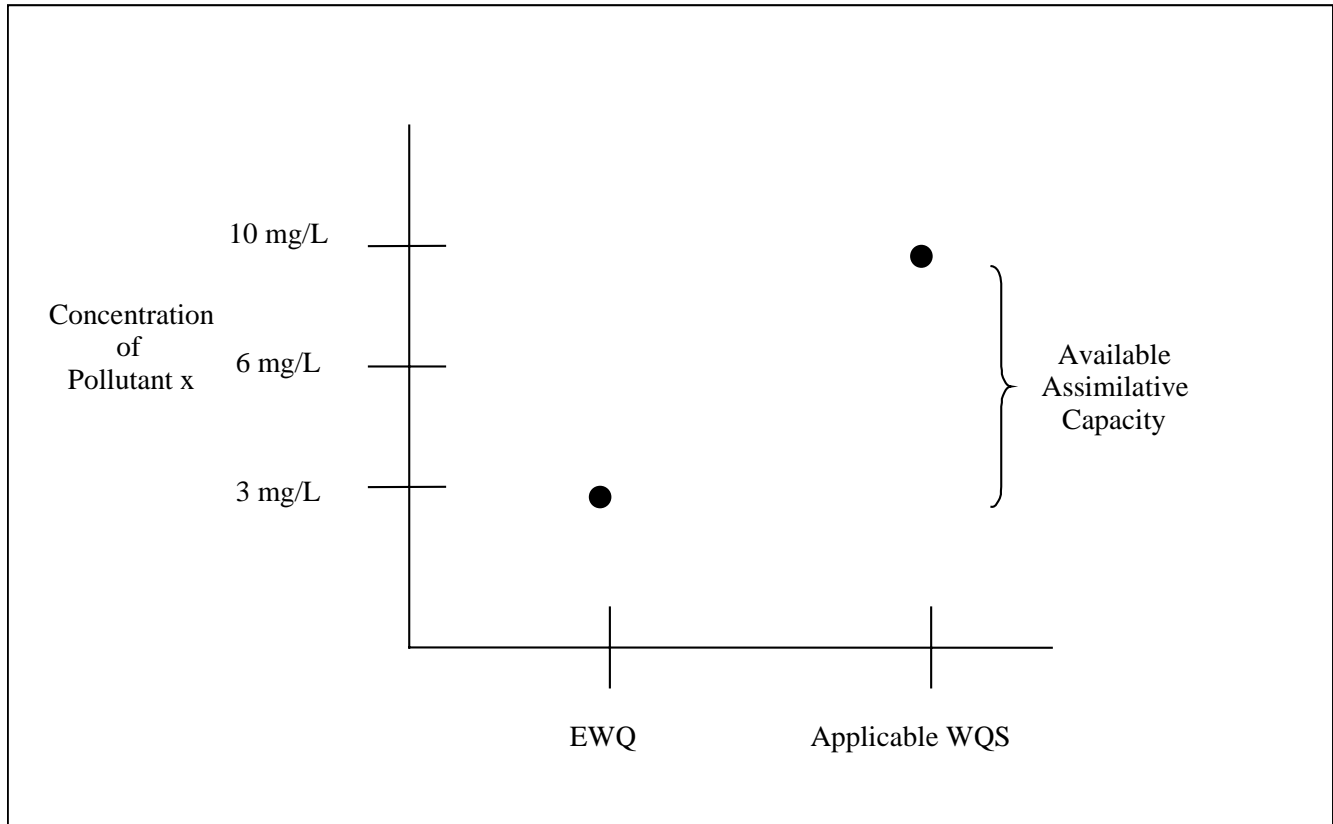 10 mg/L
Concentration
of
Pollutant x
6 mg/L
3 mg/L
Available
Assimilative
Capacity
EWQ
Applicable WQS